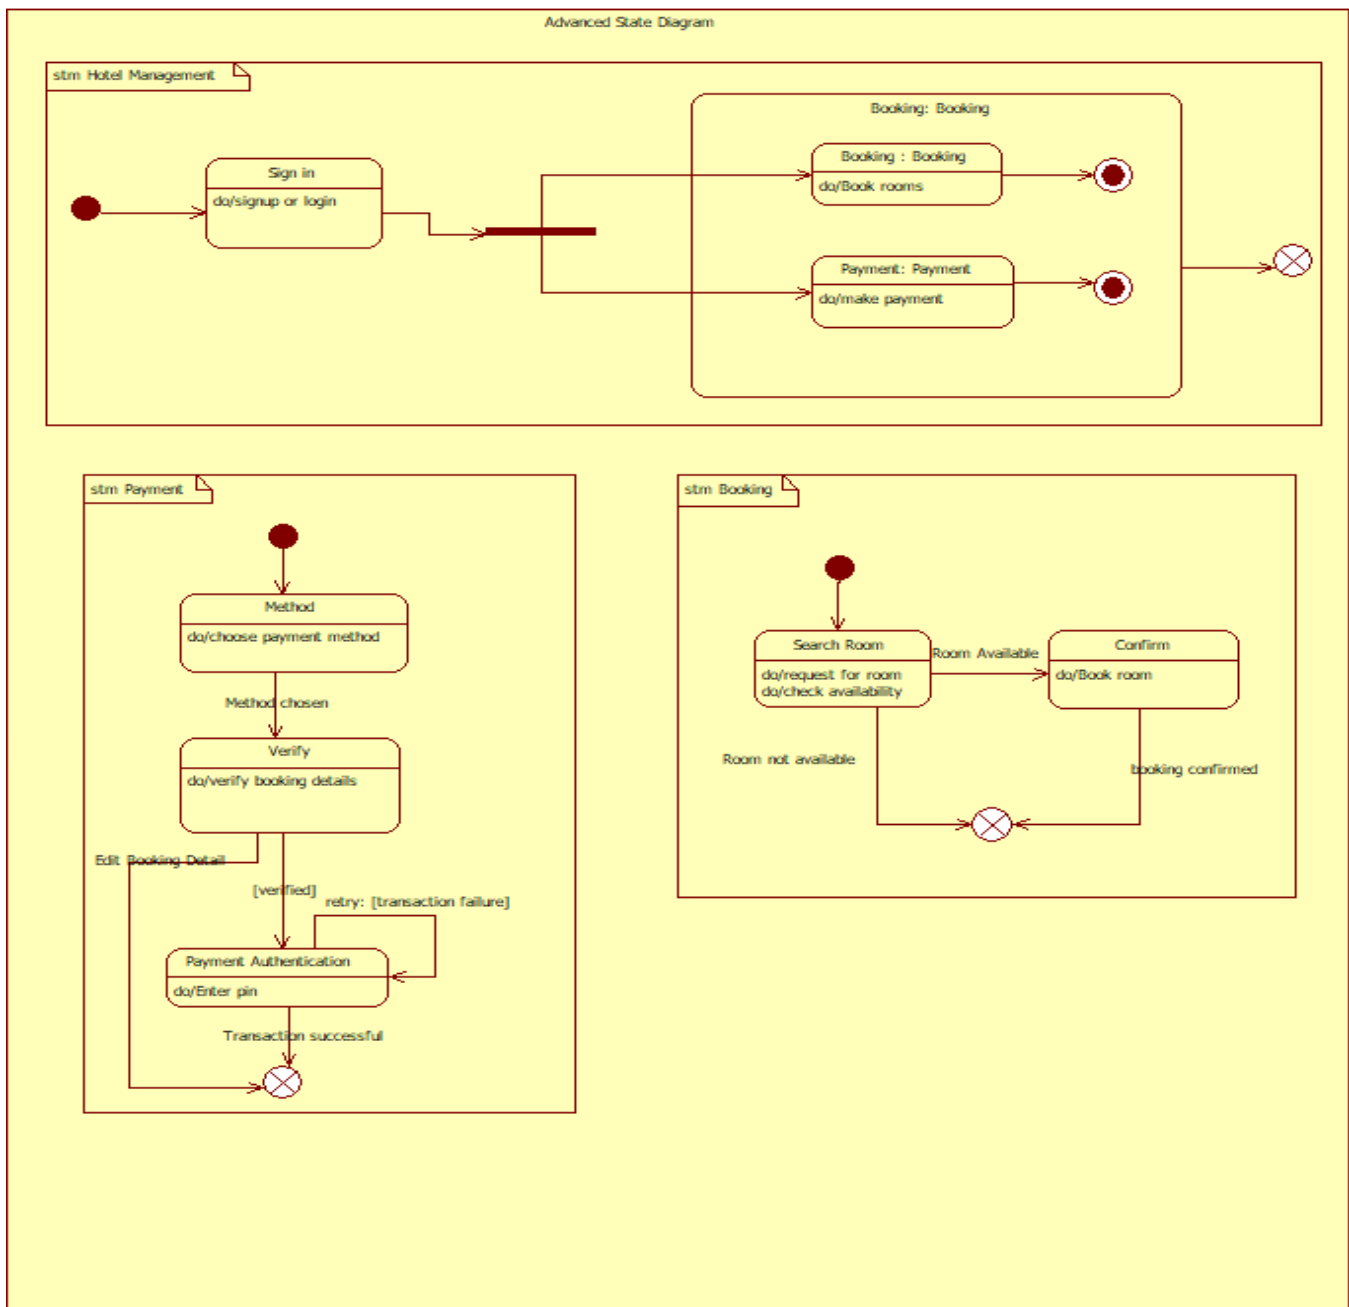 Advanced State Diagram
stm Hotel Management
Booking: Booking
Sign in
do/signup or login
Booking : Booking
do/Book rooms
Payment: Payment
do/make payment
stm Payment
Method
do/choose payment method
Method chosen
Verify
do/verify booking details
Edit Booking Detail
[verified]
retry: [transaction failure]
Payment Authentication
do/Enter pin
Transaction successful
stm Booking
Search Room
do/request for room
do/check availability
Room Available
Confirm
do/Book room
Room not available
booking confirmed